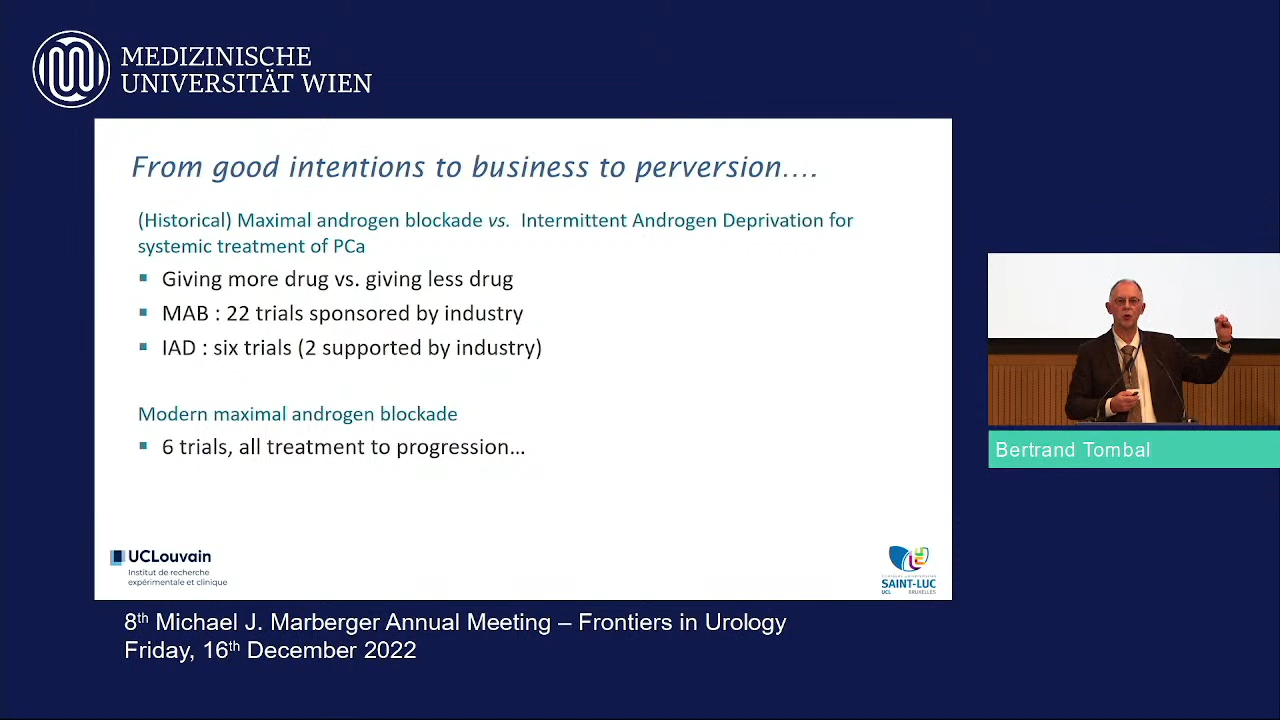 MEDIZINISCHE
UNIVERSITÄT WIEN
From good intentions to business to perversion....
(Historical) Maximal androgen blockade vs. Intermittent Androgen Deprivation for
systemic treatment of PCa
▪ Giving more drug vs. giving less drug
▪ MAB : 22 trials sponsored by industry
▪ IAD : six trials (2 supported by industry)
Modern maximal androgen blockade
▪ 6 trials, all treatment to progression...
UCLouvain
Institut de recherche
expérimentale et clinique
SAINT-LUC
UCL BRUXELLES
Bertrand Tombal
8th Michael J. Marberger Annual Meeting – Frontiers in Urology
Friday, 16th December 2022